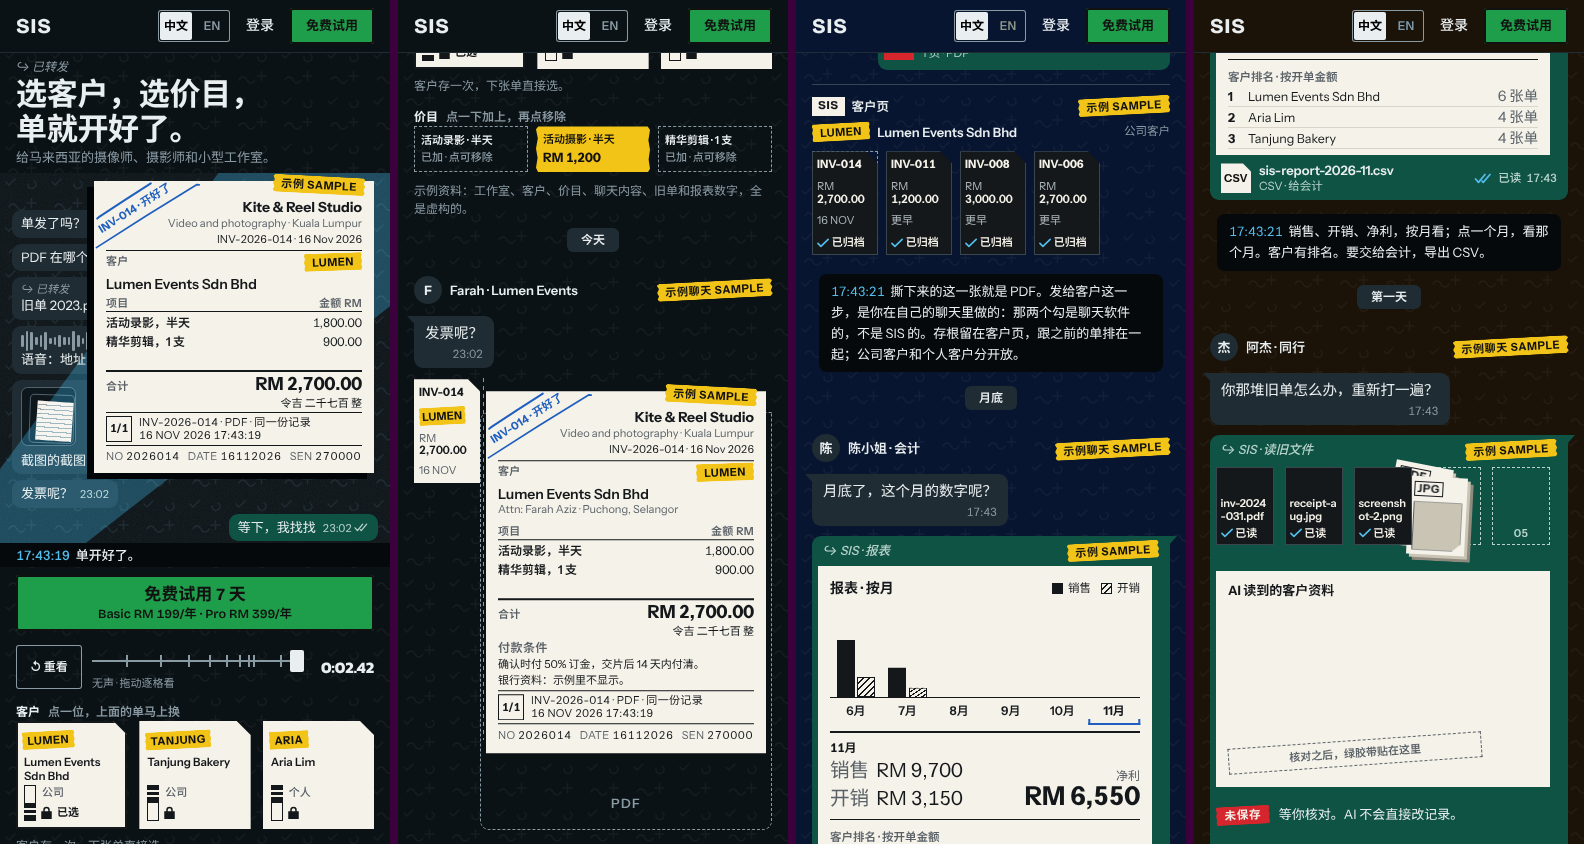 SIS
中文 EN
登录
免费试用
已转发
选客户，选价目，
单就开好了。
给马来西亚的摄像师、摄影师和小型工作室。
示例 SAMPLE
INV-014·开好了
Kite & Reel Studio
Video and photography·Kuala Lumpur
INV-2026-014·16 Nov 2026
单发了吗？
PDF 在哪个
已转发
旧单 2023.p
语音：地址
截图的截图
发票呢？ 23:02
客户
LUMEN
Lumen Events Sdn Bhd
项目 金额 RM
活动录影，半天 1,800.00
精华剪辑，1支 900.00
合计 RM 2,700.00
令吉 二千七百 整
1/1
INV-2026-014·PDF·同一份记录
16 NOV 2026 17:43:19
NO 2026014 DATE 16112026 SEN 270000
等下，我找找 23:02
17:43:19 单开好了。
免费试用 7 天
Basic RM 199/年·Pro RM 399/年
重看
0:02.42
无声·拖动逐格看
客户 点一位，上面的单马上换
LUMEN
Lumen Events
Sdn Bhd
公司
已选
TANJUNG
Tanjung Bakery
公司
ARIA
Aria Lim
个人
SIS
中文 EN
登录
免费试用
已选
客户存一次，下张单直接选。
价目 点一下加上，再点移除
活动录影·半天
已加·点可移除
活动摄影·半天
RM 1,200
精华剪辑·1支
已加·点可移除
示例资料：工作室、客户、价目、聊天内容、旧单和报表数字，全
是虚构的。
今天
F
Farah·Lumen Events
示例聊天 SAMPLE
发票呢？
23:02
INV-014
LUMEN
RM
2,700.00
16 NOV
示例 SAMPLE
INV-014·开好了
Kite & Reel Studio
Video and photography·Kuala Lumpur
INV-2026-014·16 Nov 2026
客户
LUMEN
Lumen Events Sdn Bhd
Attn: Farah Aziz·Puchong, Selangor
项目 金额 RM
活动录影，半天 1,800.00
精华剪辑，1支 900.00
合计 RM 2,700.00
令吉 二千七百 整
付款条件
确认时付 50% 订金，交片后 14 天内付清。
银行资料：示例里不显示。
1/1
INV-2026-014·PDF·同一份记录
16 NOV 2026 17:43:19
NO 2026014 DATE 16112026 SEN 270000
PDF
SIS
中文 EN
登录
免费试用
1 页·PDF
SIS 客户页
示例 SAMPLE
LUMEN Lumen Events Sdn Bhd
公司客户
INV-014
RM
2,700.00
16 NOV
已归档
INV-011
RM
1,200.00
更早
已归档
INV-008
RM
3,000.00
更早
已归档
INV-006
RM
2,700.00
更早
已归档
17:43:21 撕下来的这一张就是 PDF。发给客户这一
步，是你在自己的聊天里做的：那两个勾是聊天软件
的，不是 SIS 的。存根留在客户页，跟之前的单排在一
起；公司客户和个人客户分开放。
月底
陈
陈小姐·会计
示例聊天 SAMPLE
月底了，这个月的数字呢？
17:43
SIS·报表
示例 SAMPLE
报表·按月
销售 开销
6月 7月 8月 9月 10月 11月
11月
销售 RM 9,700
开销 RM 3,150
净利
RM 6,550
客户排名·按开单金额
SIS
中文 EN
登录
免费试用
客户排名·按开单金额
1 Lumen Events Sdn Bhd 6 张单
2 Aria Lim 4 张单
3 Tanjung Bakery 4 张单
CSV
sis-report-2026-11.csv
CSV·给会计
已读 17:43
17:43:21 销售、开销、净利，按月看；点一个月，看那
个月。客户有排名。要交给会计，导出 CSV。
第一天
杰
阿杰·同行
示例聊天 SAMPLE
你那堆旧单怎么办，重新打一遍？
17:43
SIS·读旧文件
示例 SAMPLE
inv-2024
-031.pdf
已读
receipt-a
ug.jpg
已读
screensh
ot-2.png
已读
JPG
05
AI 读到的客户资料
核对之后，绿胶带贴在这里
未保存 等你核对。AI 不会直接改记录。